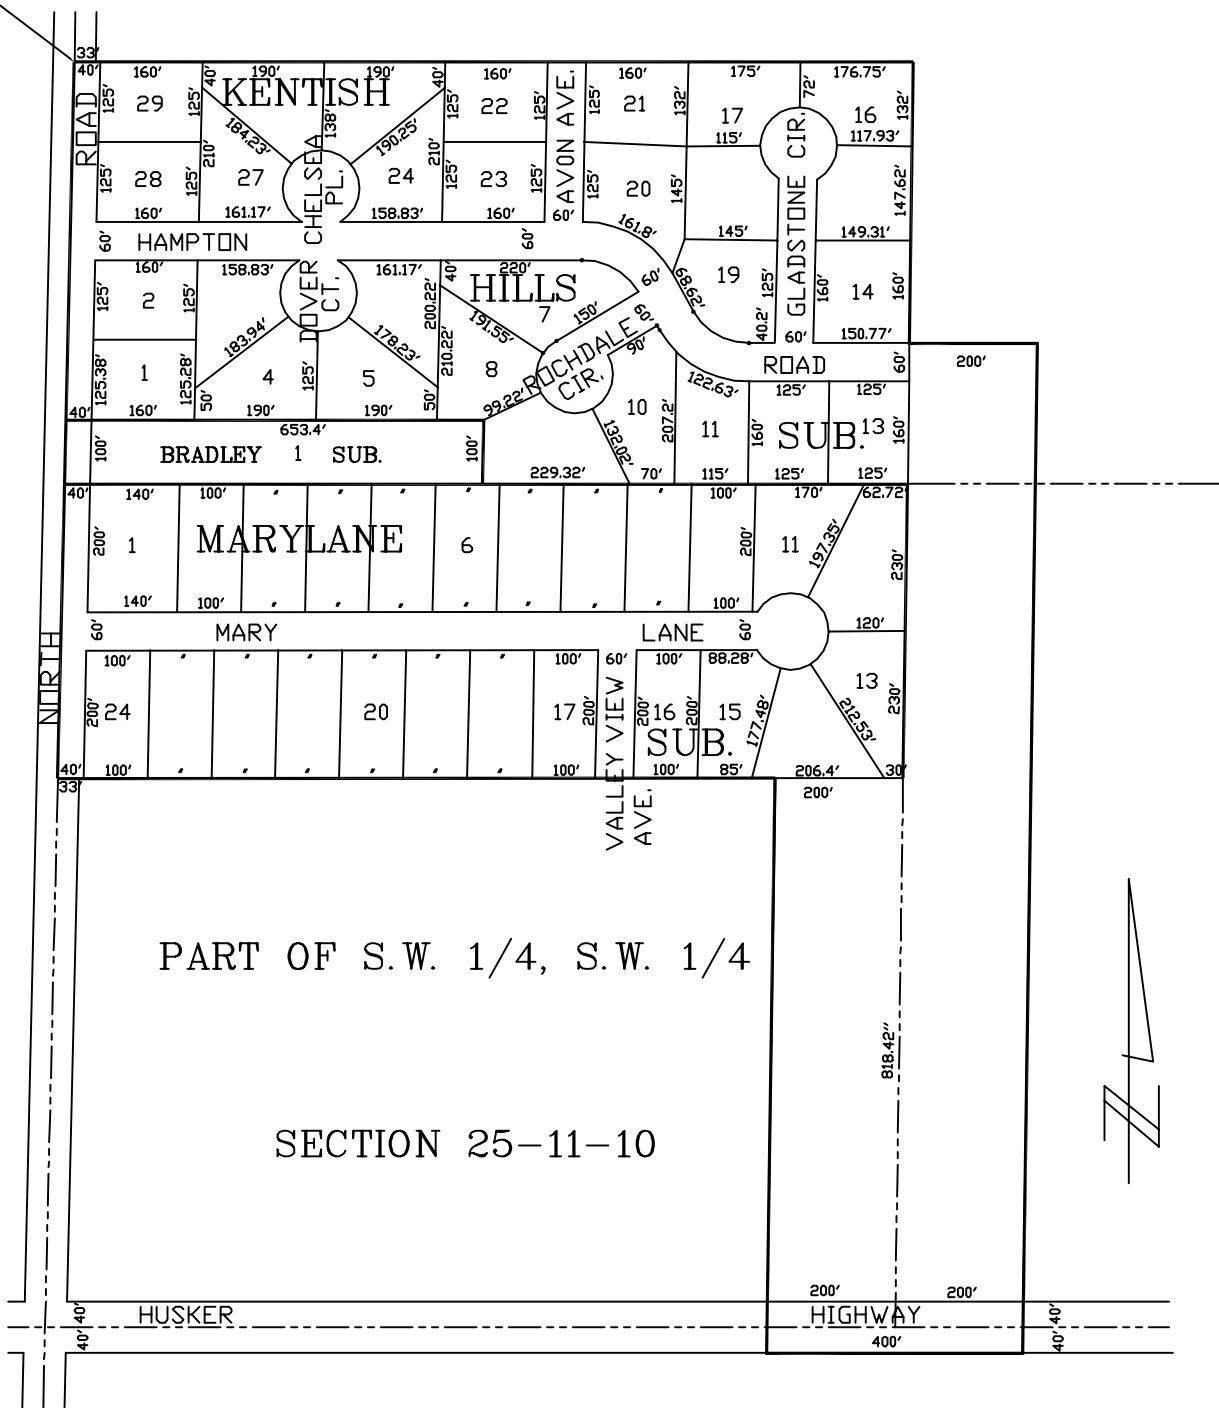 33'
40' 160' 40' 190' 190' 40' 160' 160' 175' 176.75'
ROAD 125' 29 125' KENTISH 125' 22 125' AVON AVE. 125' 21 132' 17 72' 16 132'
184.23' 138' 190.25' 115' 117.93'
125' 28 125' 210' 27 CHELSEA PL. 24 210' 125' 23 125' 125' 20 145' GLADSTONE CIR. 147.62'
160' 161.17' 158.83' 160' 60' 161.8' 145' 149.31'
60' HAMPTON 60'
160' 158.83' 161.17' 40' 220' 60' 68.62' 19 125' 160' 14 160'
125' 2 125' DOVER CT. 200.22' HILLS 7 150' 60' 40.2' 60' 150.77'
183.94' 178.23' 191.55' ROCHDALE CIR. 90' ROAD 60' 200'
125.38' 1 125.28' 4 125' 5 210.22' 8 122.63' 125' 125'
40' 160' 50' 190' 190' 50' 99.22' 10 207.2' 11 160' SUB. 13 160'
653.4'
100' BRADLEY 1 SUB. 100' 132.02'
229.32' 70' 115' 125' 125'
40' 140' 100' " " " " " " " 100' 170' 62.72'
200' 1 MARYLANE 6 200' 11 197.35' 230'
140' 100' " " " " " " " 100'
60' MARY LANE 60' 120'
100' " " " " " " 100' 60' 100' 88.28'
NORTH 200' 24 20 17 200' VALLEY VIEW AVE. 200' 16 200' 15 177.48' 212.53' 13 230'
SUB.
40' 100' " " " " " " 100' 100' 85' 206.4' 30'
33' 200'
PART OF S.W. 1/4, S.W. 1/4
818.42"
SECTION 25-11-10
200' 200'
40' HUSKER HIGHWAY 40'
40' 400' 40'
Z